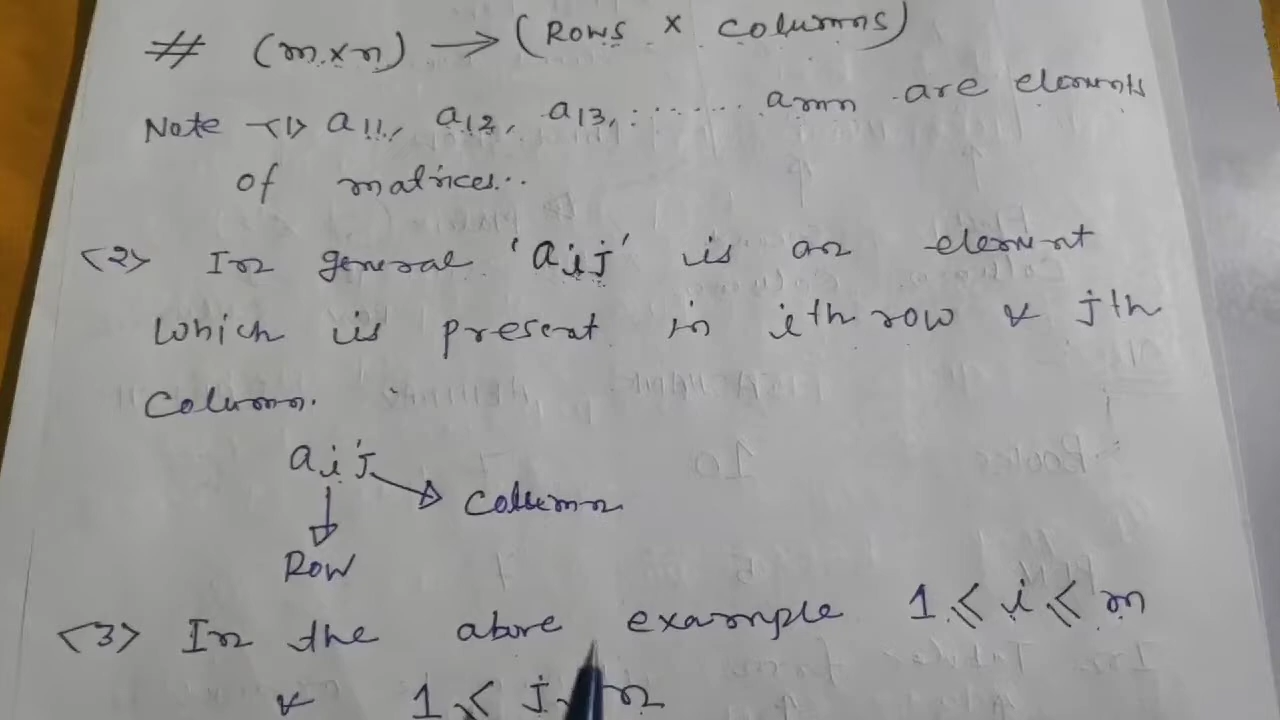 # (m×n) → (Rows × Columns)
Note <1> a11, a12, a13, ........ amn are elements
of matrices...
<2> In general 'aij' is an element
which is present in ith row & jth
Column.
aij
Column
Row
<3> In the above example 1 ≤ i ≤ m
& 1 ≤ j n